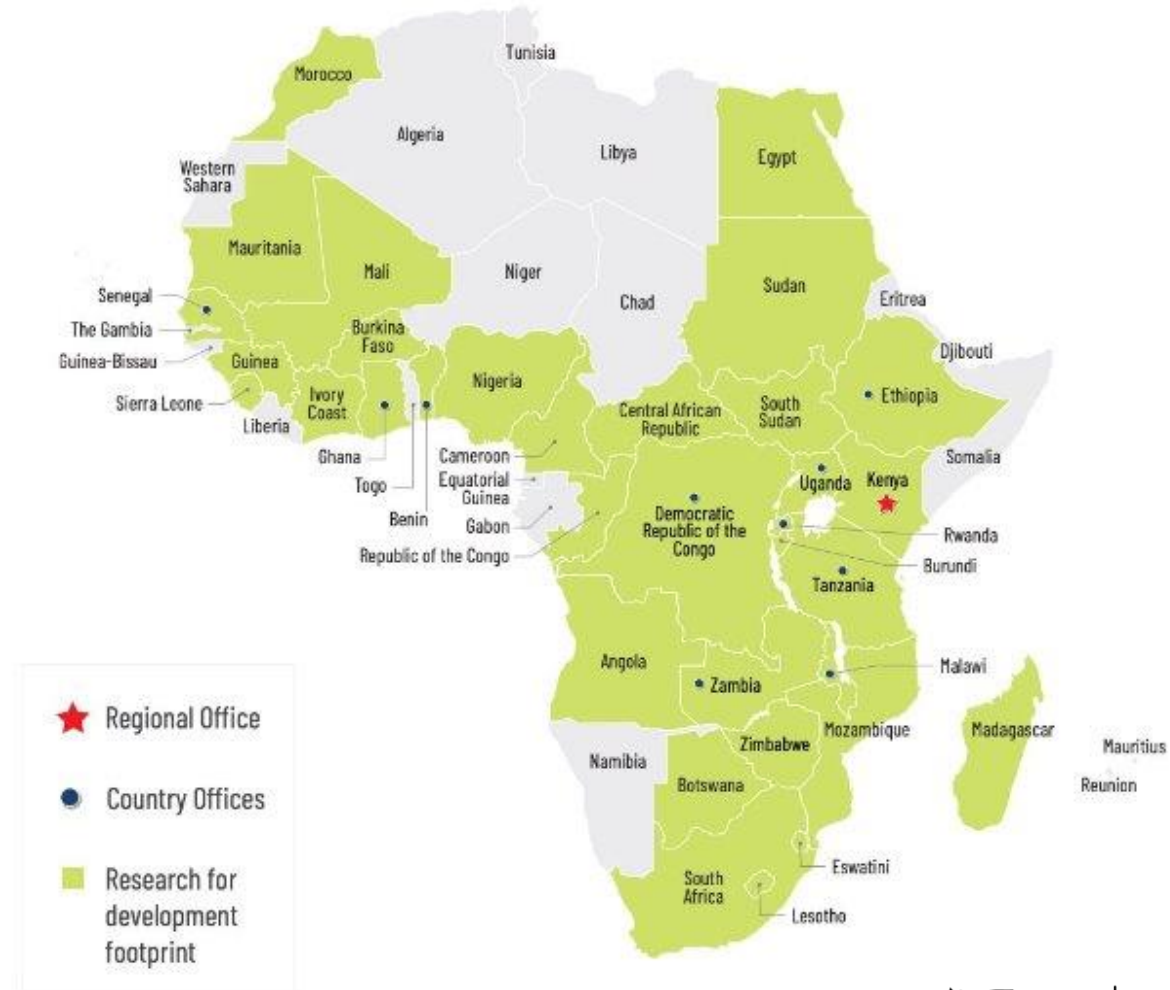 Tunisia
Morocco
Algeria
Libya
Egypt
Western
Sahara
Mauritania
Mali
Niger
Chad
Sudan
Eritrea
Senegal
The Gambia
Burkina
Faso
Djibouti
Guinea-Bissau
Guinea
Nigeria
Ethiopia
Sierra Leone
Ivory
Coast
Central African
Republic
South
Sudan
Liberia
Ghana
Cameroon
Somalia
Togo
Equatorial
Guinea
Uganda
Kenya
Benin
Gabon
Democratic
Republic of the
Congo
Rwanda
Republic of the Congo
Burundi
Tanzania
Angola
Malawi
Zambia
Regional Office
Mozambique
Madagascar
Zimbabwe
Mauritius
Namibia
Botswana
Reunion
Country Offices
Eswatini
South
Africa
Lesotho
Research for
development
footprint